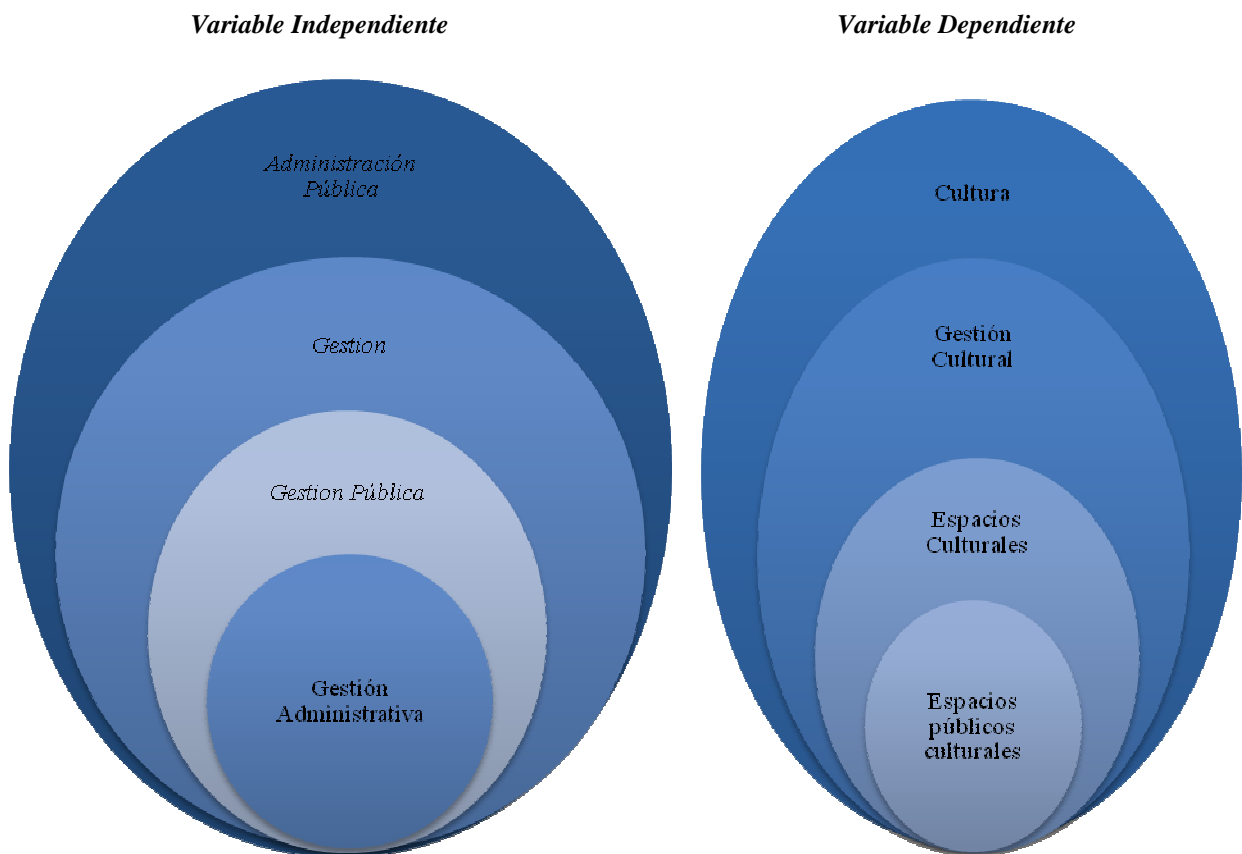 Variable Independiente
Variable Dependiente
Administración
Pública
Gestion
Gestion Pública
Gestión
Administrativa
Cultura
Gestión
Cultural
Espacios
Culturales
Espacios
públicos
culturales